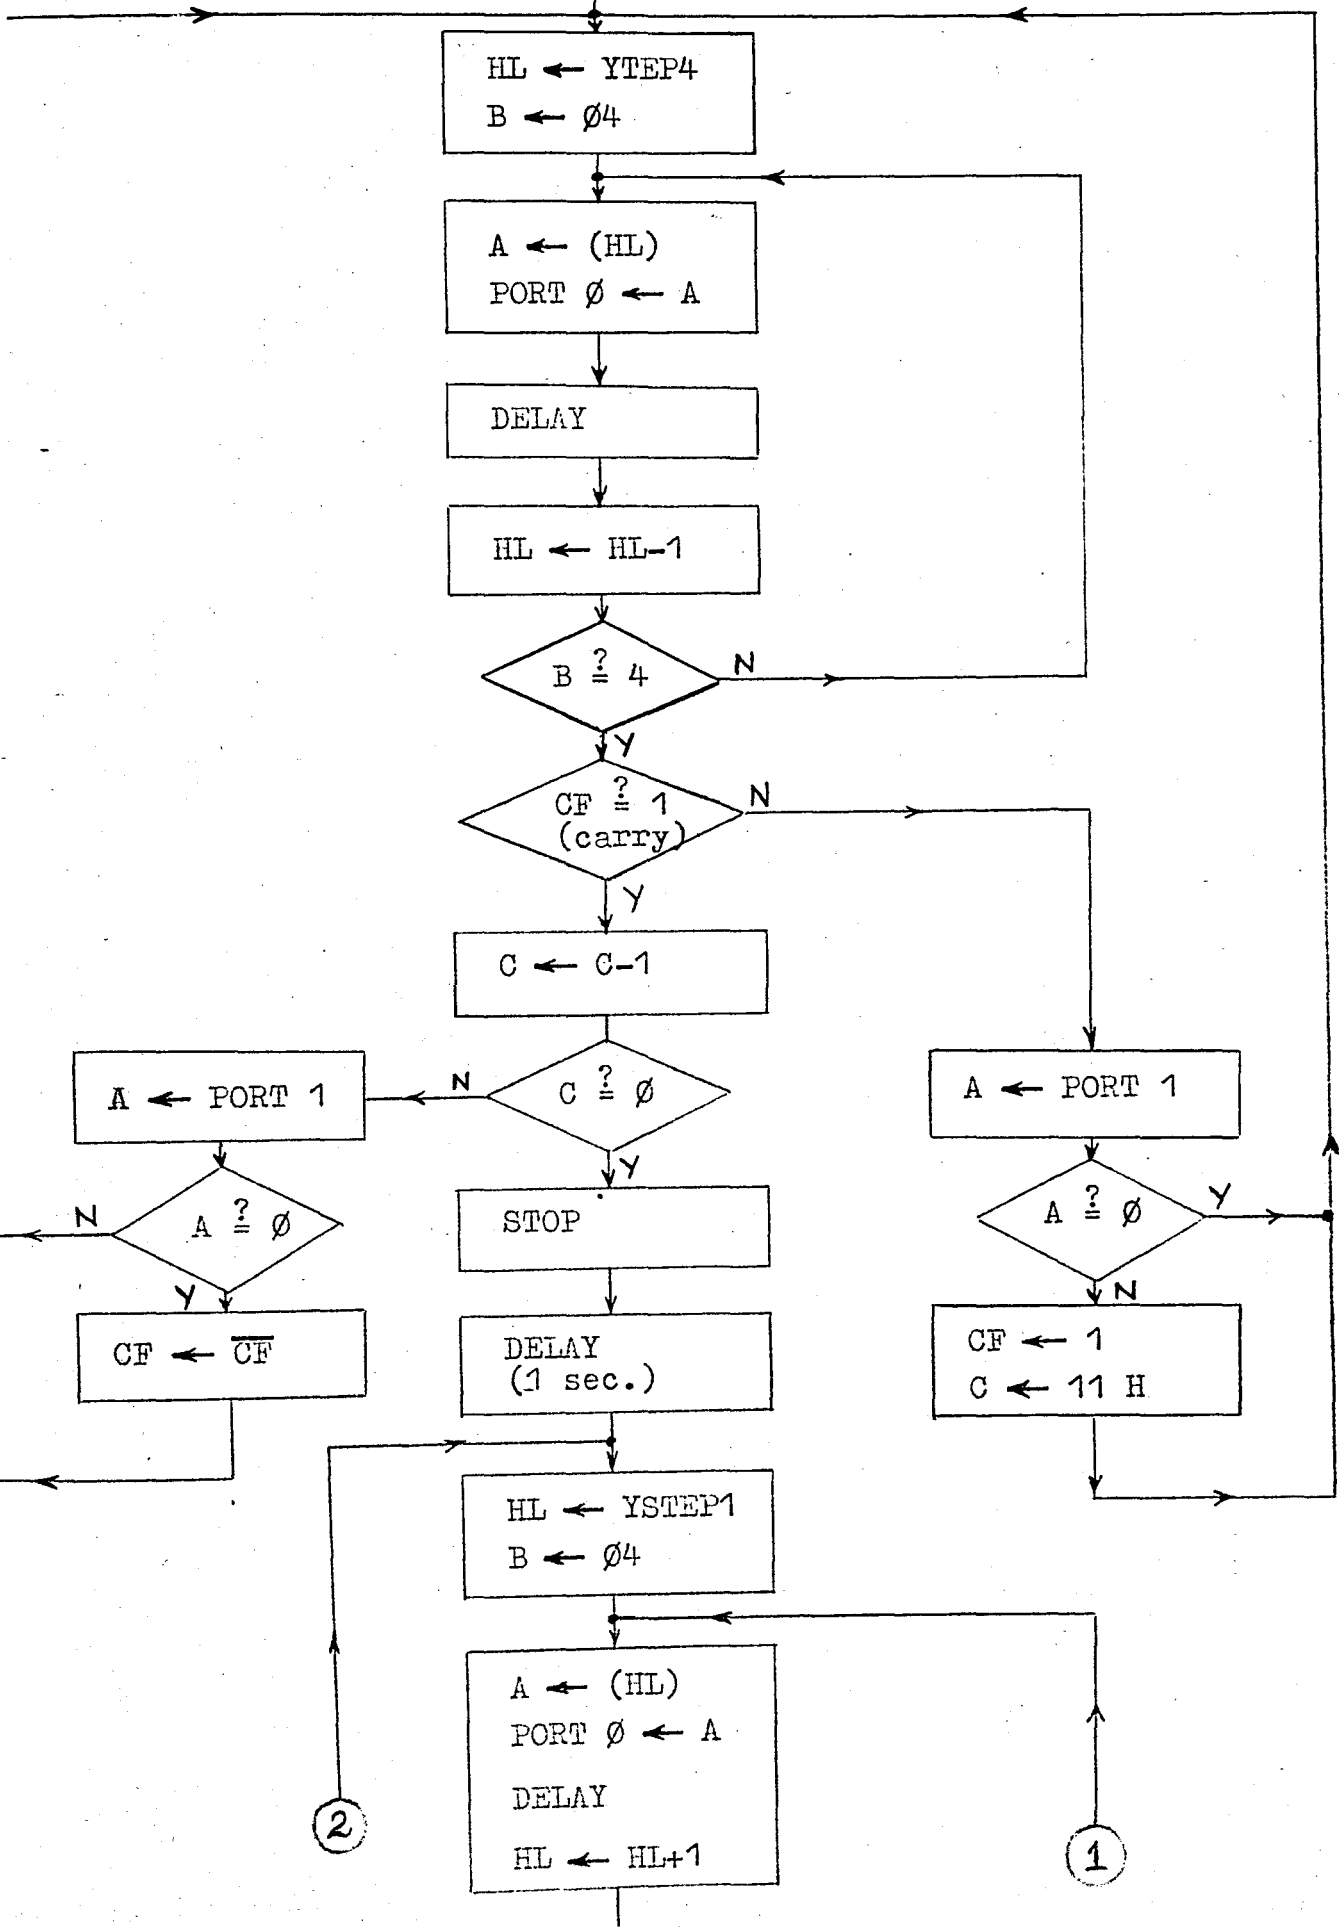 HL ← YTEP4
B ← Ø4
A ← (HL)
PORT Ø ← A
DELAY
HL ← HL-1
B ≟ 4
N
Y
CF ≟ 1
(carry)
N
Y
C ← C-1
C ≟ Ø
N
Y
A ← PORT 1
A ≟ Ø
N
Y
CF ← C̅F̅
A ← PORT 1
A ≟ Ø
Y
N
CF ← 1
C ← 11 H
STOP
DELAY
(1 sec.)
HL ← YSTEP1
B ← Ø4
A ← (HL)
PORT Ø ← A
DELAY
HL ← HL+1
2
1